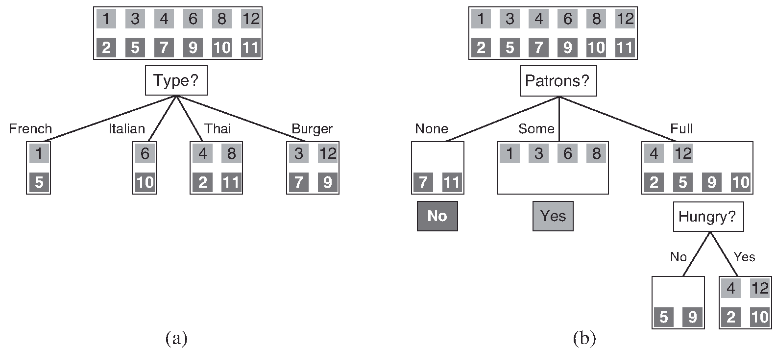 1 3 4 6 8 12
2 5 7 9 10 11
Type?
French Italian Thai Burger
1 6 4 8 3 12
5 10 2 11 7 9
(a)
1 3 4 6 8 12
2 5 7 9 10 11
Patrons?
None Some Full
1 3 6 8 4 12
7 11 2 5 9 10
No Yes Hungry?
No Yes
4 12
5 9 2 10
(b)